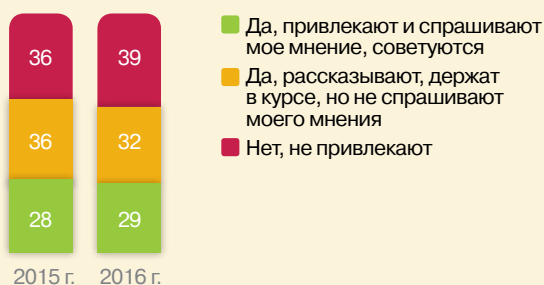 36
39
36
32
28
29
2015 г.
2016 г.
Да, привлекают и спрашивают
мое мнение, советуются
Да, рассказывают, держат
в курсе, но не спрашивают
моего мнения
Нет, не привлекают